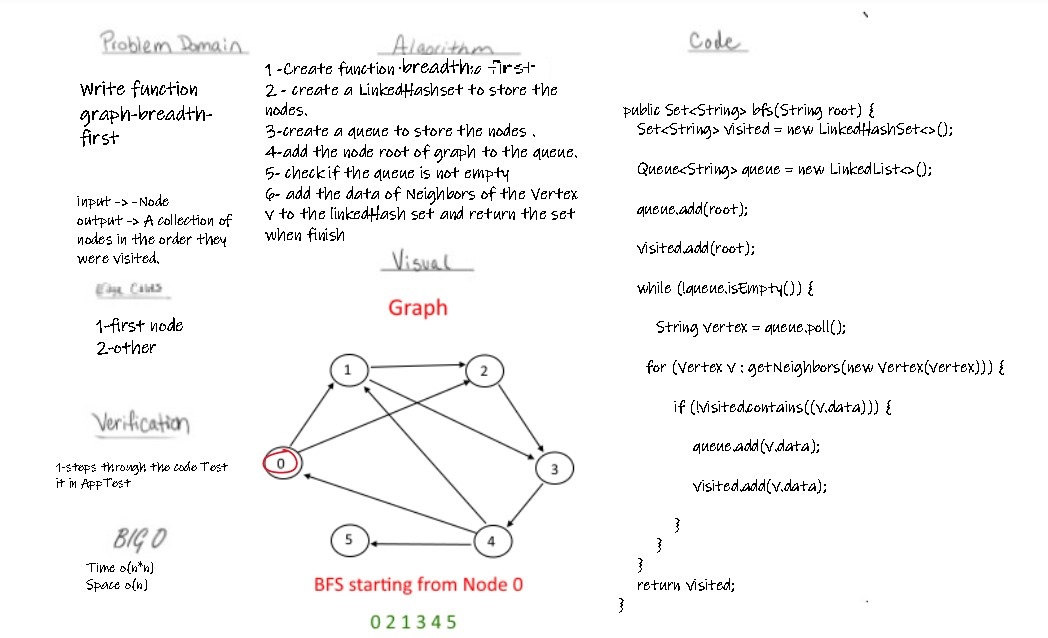 Problem Domain
Write function
graph-breadth-
first
input -> -Node
output -> A collection of
nodes in the order they
were visited.
Edge Cases
1-first node
2-other
Verification
1-steps through the code Test
it in AppTest
BIG O
Time o(n*n)
Space o(n)
Algorithm
1 -Create function first
2 - create a LinkedHashset to store the
nodes.
3-create a queue to store the nodes .
4-add the node root of graph to the queue.
5- check if the queue is not empty
6- add the data of Neighbors of the Vertex
v to the linkedHash set and return the set
when finish
Visual
Graph
1
2
0
3
5
4
BFS starting from Node 0
0 2 1 3 4 5
Code
public Set<String> bfs(String root) {
Set<String> visited = new LinkedHashSet<>();
Queue<String> queue = new LinkedList<>();
queue.add(root);
visited.add(root);
while (!queue.isEmpty()) {
String vertex = queue.poll();
for (Vertex v : getNeighbors(new Vertex(vertex))) {
if (!visited.contains((v.data))) {
queue.add(v.data);
visited.add(v.data);
}
}
}
return visited;
}